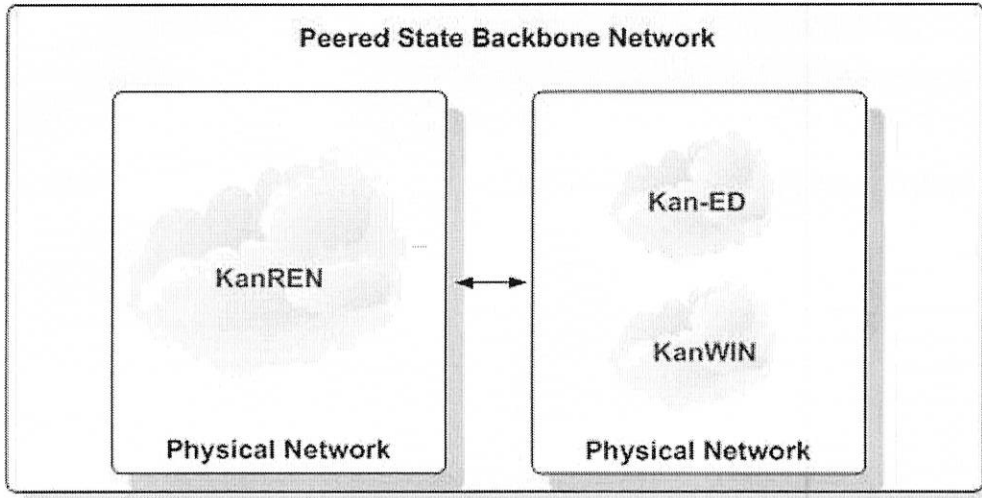 Peered State Backbone Network
KanREN
Physical Network
Kan-ED
KanWIN
Physical Network